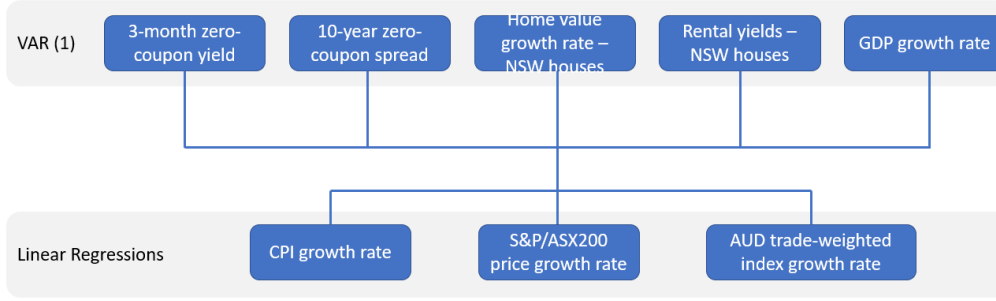 VAR (1)
3-month zero-
coupon yield
10-year zero-
coupon spread
Home value
growth rate –
NSW houses
Rental yields –
NSW houses
GDP growth rate
Linear Regressions
CPI growth rate
S&P/ASX200
price growth rate
AUD trade-weighted
index growth rate